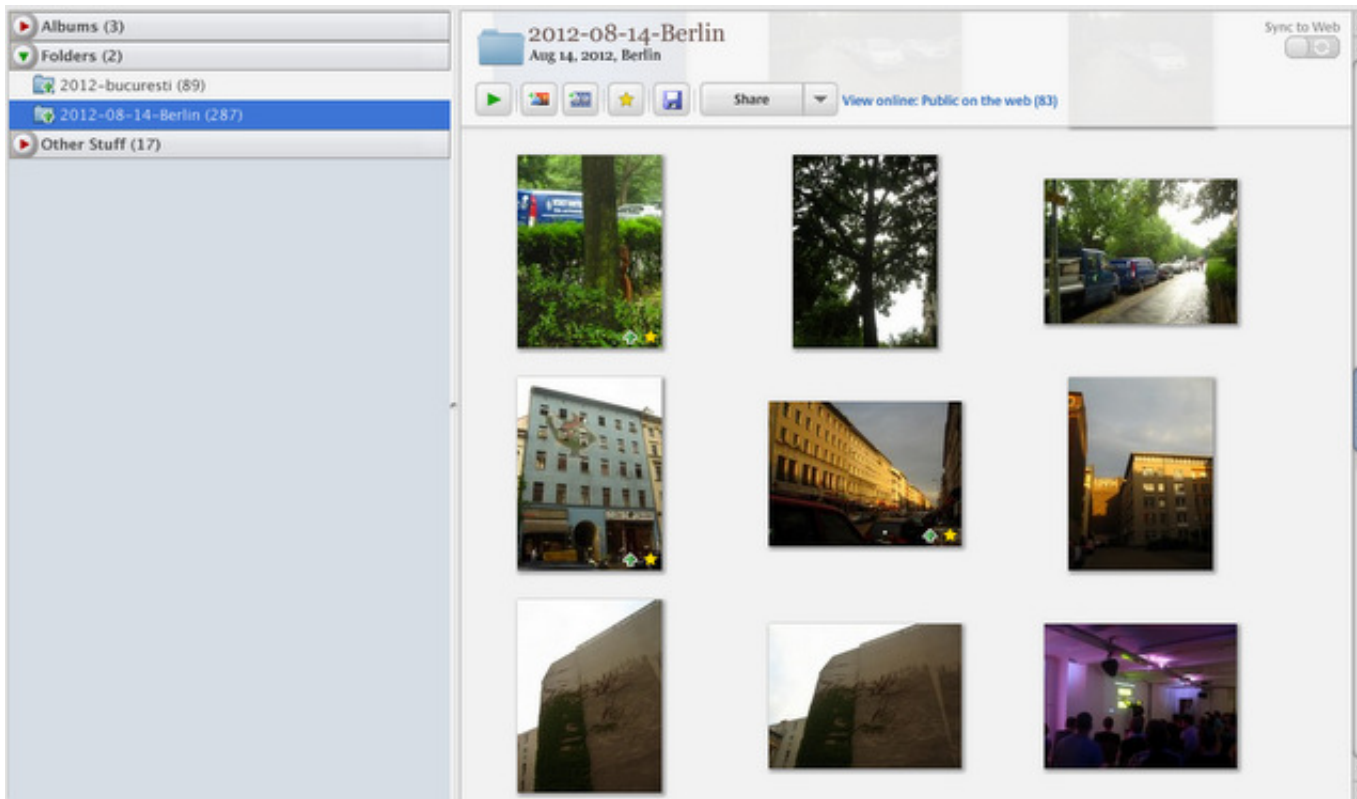 Albums (3)
Folders (2)
2012-bucuresti (89)
2012-08-14-Berlin (287)
Other Stuff (17)
2012-08-14-Berlin
Aug 14, 2012, Berlin
Sync to Web
Share
View online: Public on the web (83)